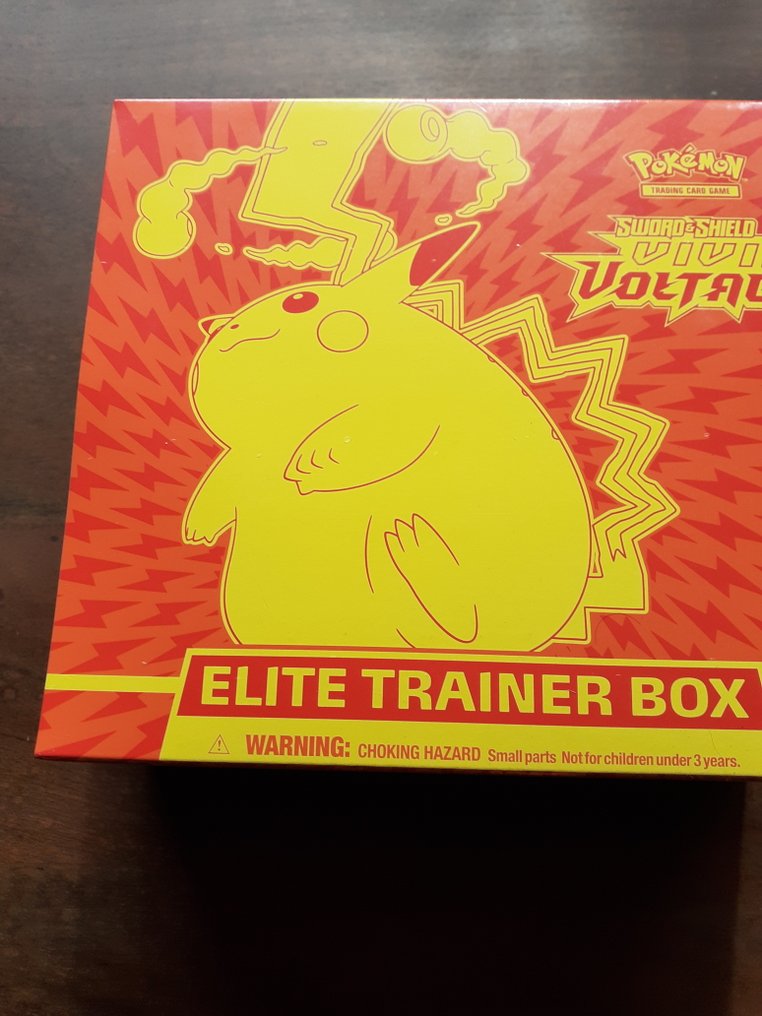 POKéMON
TRADING CARD GAME
SWORD & SHIELD
ELITE TRAINER BOX
WARNING: CHOKING HAZARD Small parts Not for children under 3 years.